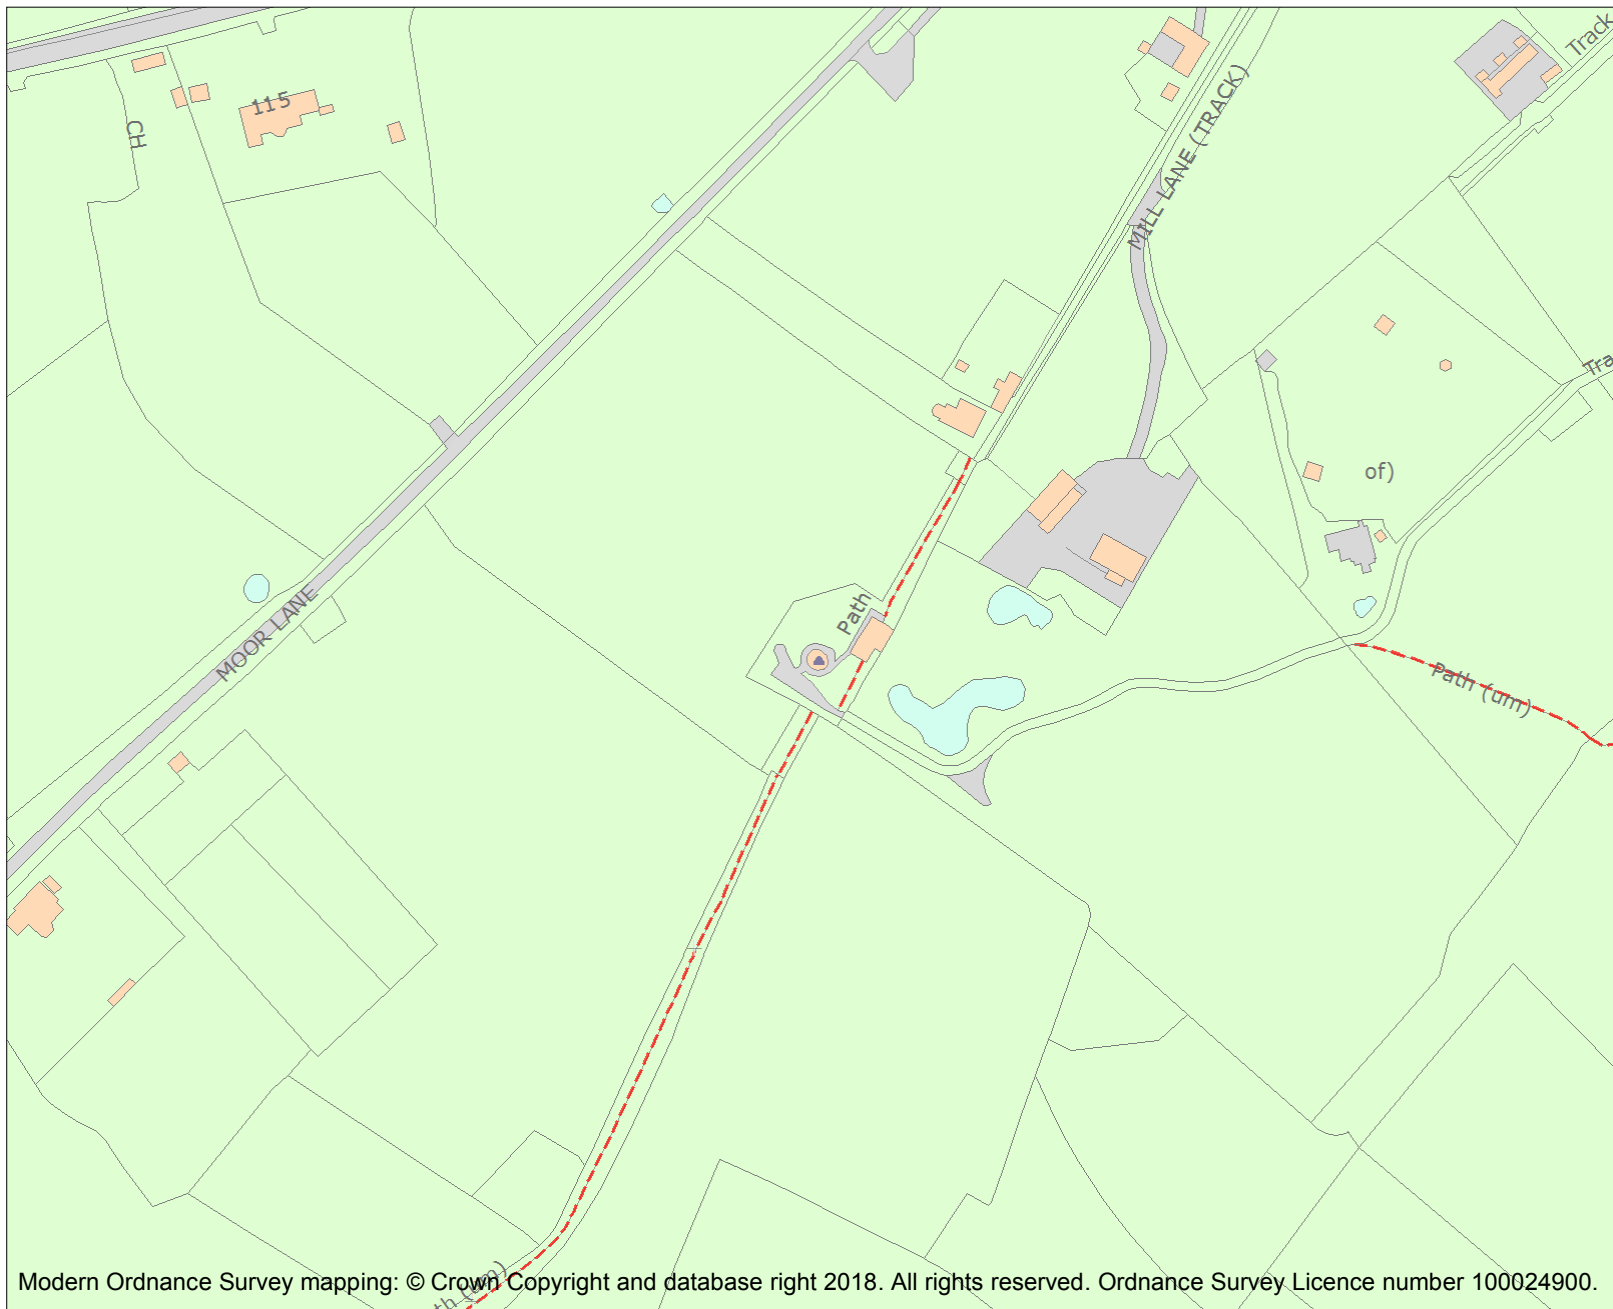 Track
115
CH
MILL LANE (TRACK)
of)
Path
MOOR LANE
Path (um)
Modern Ordnance Survey mapping: © Crown Copyright and database right 2018. All rights reserved. Ordnance Survey Licence number 100024900.